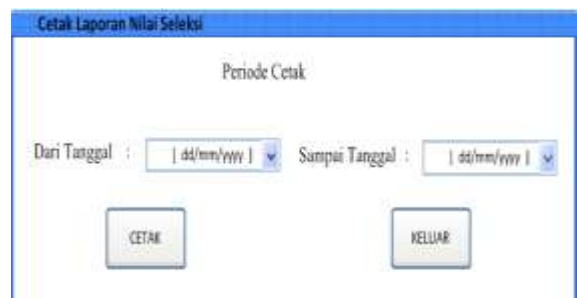 Cetak Laporan Nilai Seleksi
Periode Cetak
Dari Tanggal : | dd/mm/yyyy | Sampai Tanggal : | dd/mm/yyyy |
CETAK KELUAR